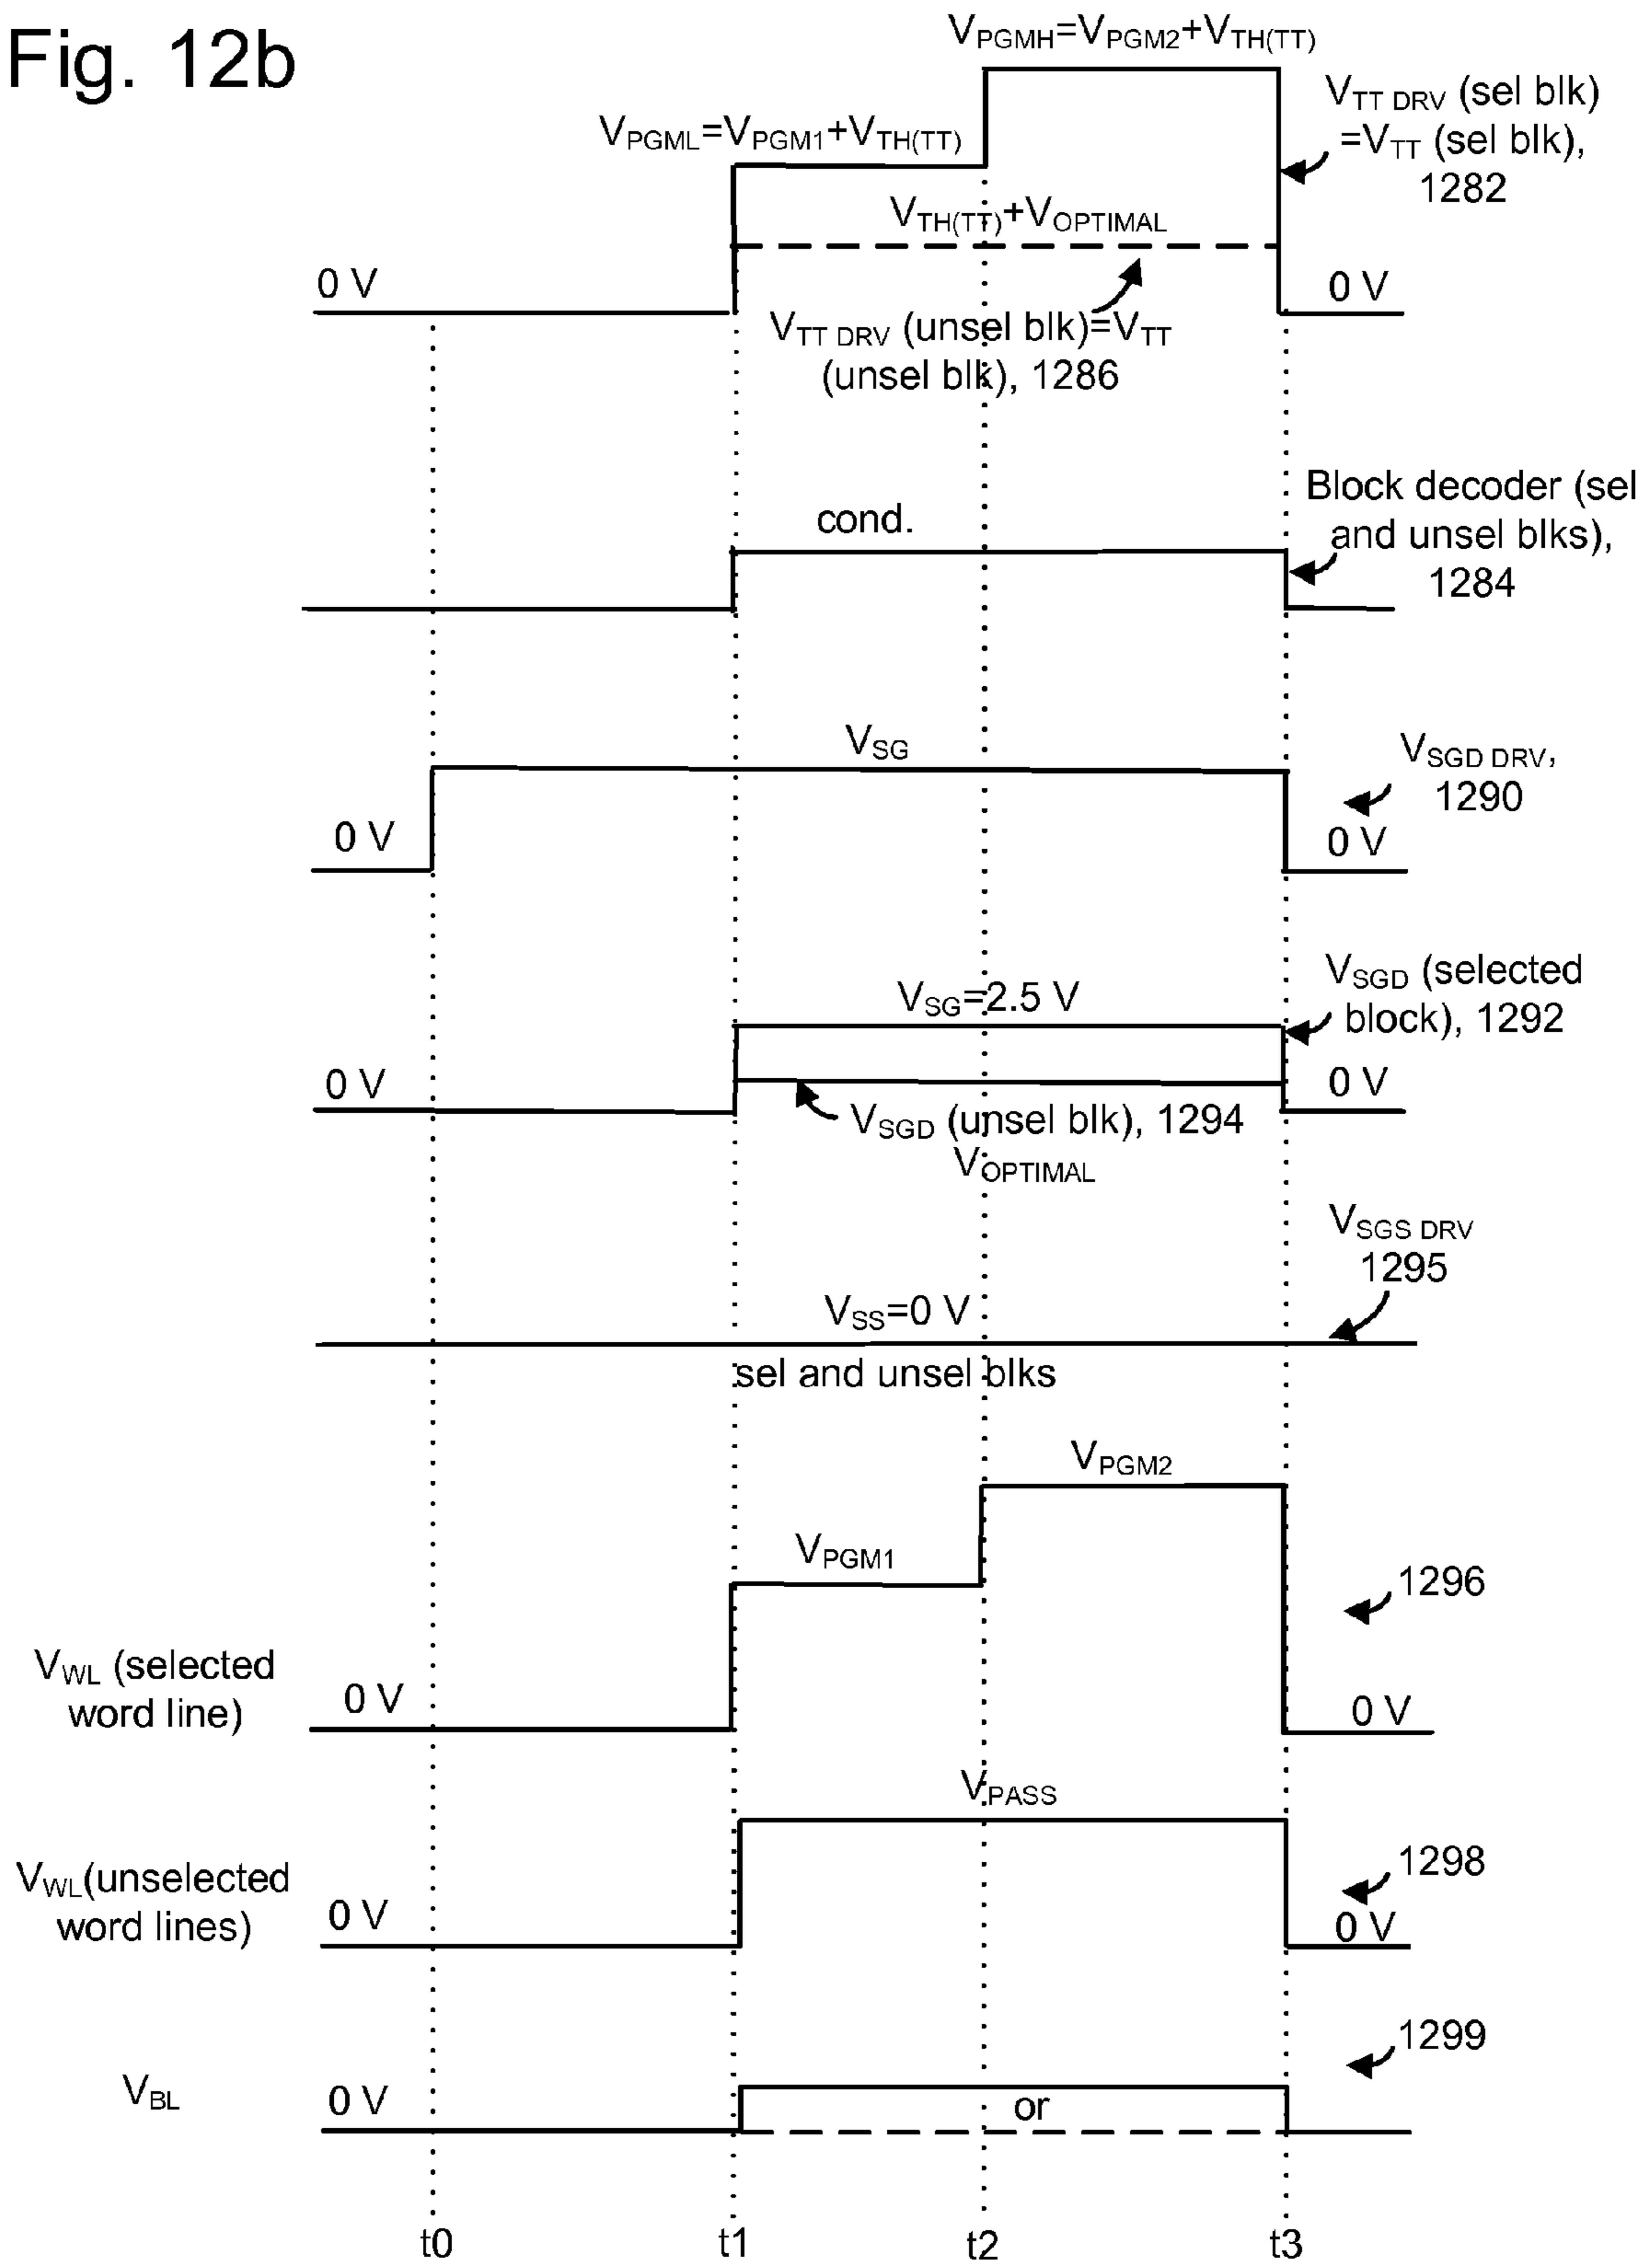 Fig. 12b
VPGMH=VPGM2+VTH(TT)
VTT DRV (sel blk)
=VTT (sel blk),
1282
VPGML=VPGM1+VTH(TT)
VTH(TT)+VOPTIMAL
0 V
0 V
VTT DRV (unsel blk)=VTT
(unsel blk), 1286
Block decoder (sel
and unsel blks),
1284
cond.
VSG
VSGD DRV,
1290
0 V
0 V
VSGD (selected
block), 1292
VSG=2.5 V
0 V
0 V
VSGD (unsel blk), 1294
VOPTIMAL
VSGS DRV
1295
VSS=0 V
sel and unsel blks
VPGM2
VPGM1
1296
VWL (selected
word line)
0 V
0 V
VPASS
1298
VWL(unselected
word lines)
0 V
0 V
1299
VBL
0 V
or
t0
t1
t2
t3